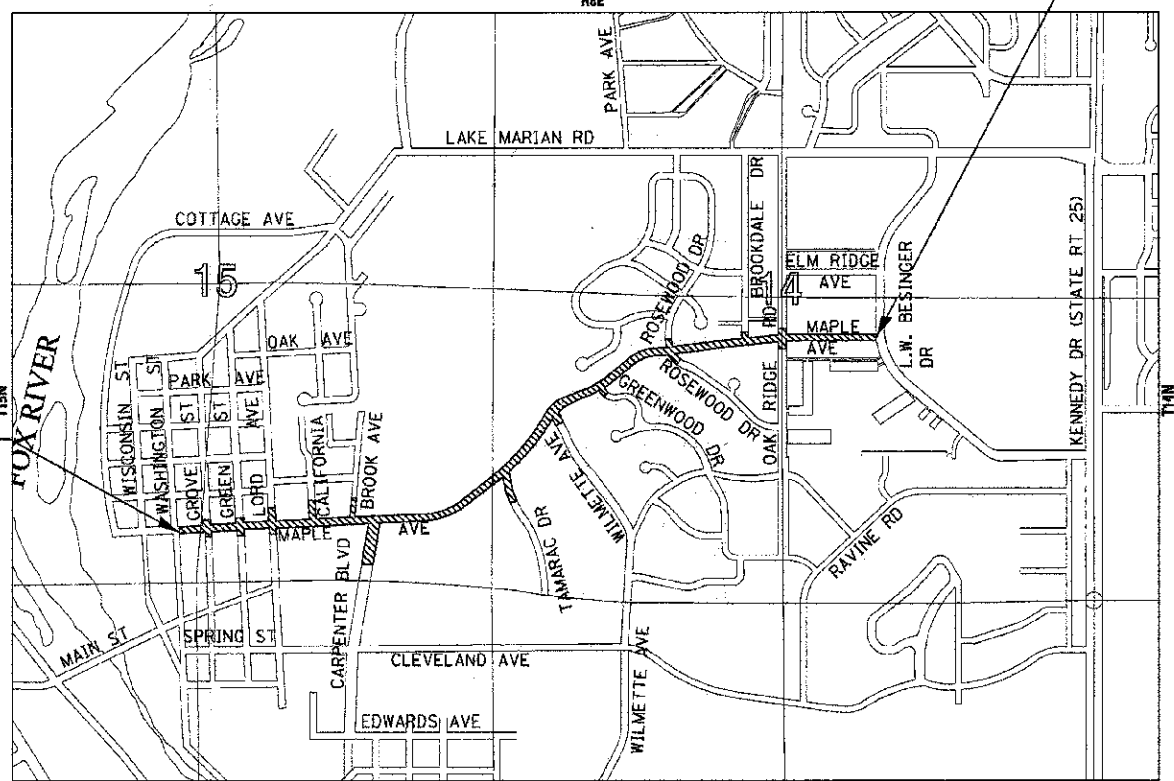 R8E
PARK AVE
LAKE MARIAN RD
COTTAGE AVE
15
ROSEWOOD DR
BROOKDALE DR
ELM RIDGE
AVE
14
L.W. BESINGER
DR
KENNEDY DR (STATE RT 25)
OAK AVE
MAPLE
AVE
WISCONSIN ST
WASHINGTON ST
PARK AVE
GROVE ST
GREEN ST
LORD AVE
CALIFORNIA
BROOK AVE
ROSEWOOD DR
GREENWOOD DR
OAK RIDGE RD
FOX RIVER
WILMETTE AVE
MAPLE AVE
TAMARAC DR
RAVINE RD
CARPENTER BLVD
MAIN ST
SPRING ST
CLEVELAND AVE
WILMETTE AVE
EDWARDS AVE
T14N